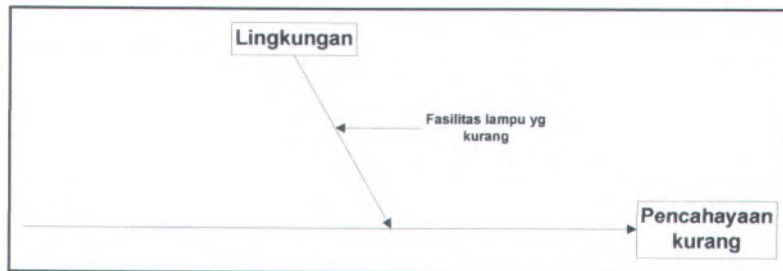 Lingkungan
Fasilitas lampu yg
kurang
Pencahayaan
kurang